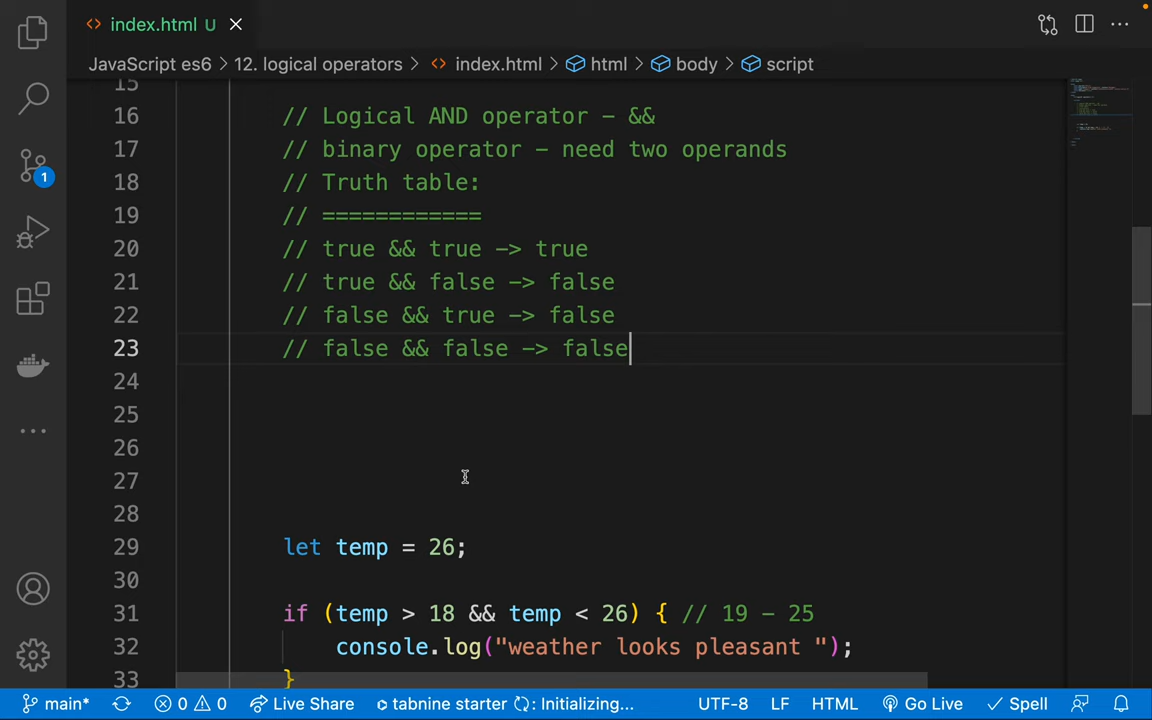 index.html U
JavaScript es6 > 12. logical operators > index.html > html > body > script
15
16 // Logical AND operator - &&
17 // binary operator - need two operands
18 // Truth table:
19 // ============
20 // true && true -> true
21 // true && false -> false
22 // false && true -> false
23 // false && false -> false
24
25
26
27
28
29 let temp = 26;
30
31 if (temp > 18 && temp < 26) { // 19 - 25
32 console.log("weather looks pleasant ");
33 }
1
main* 0 0 Live Share tabnine starter : Initializing... UTF-8 LF HTML Go Live Spell